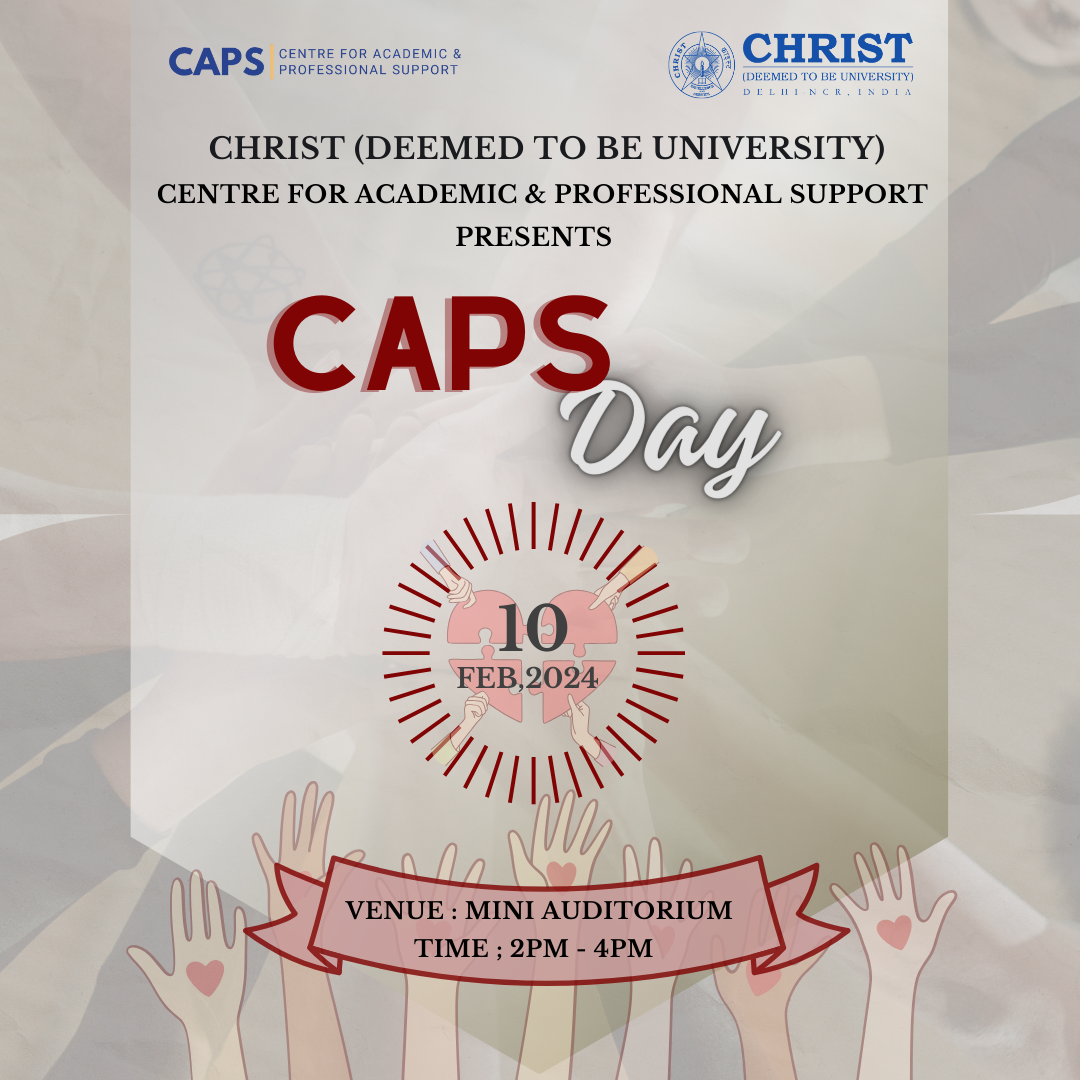 CAPS
CENTRE FOR ACADEMIC &
PROFESSIONAL SUPPORT
CHRIST
CHRIST
(DEEMED TO BE UNIVERSITY)
DELHI-NCR, INDIA
CHRIST (DEEMED TO BE UNIVERSITY)
CENTRE FOR ACADEMIC & PROFESSIONAL SUPPORT
PRESENTS
CAPS
Day
10
FEB,2024
VENUE : MINI AUDITORIUM
TIME ; 2PM - 4PM